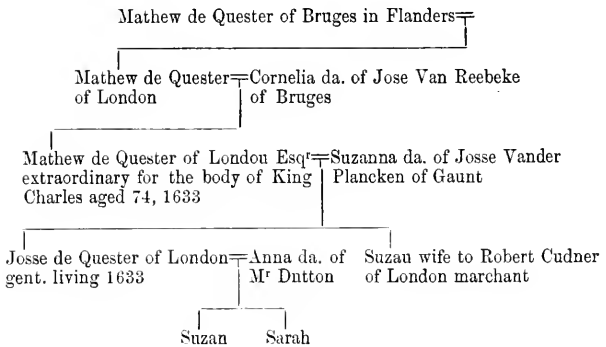 Mathew de Quester of Bruges in Flanders
Mathew de Quester of London
Cornelia da. of Jose Van Reebeke of Bruges
Mathew de Quester of Londou Esqʳ extraordinary for the body of King Charles aged 74, 1633
Suzanna da. of Josse Vander Plancken of Gaunt
Josse de Quester of London gent. living 1633
Anna da. of Mʳ Dutton
Suzau wife to Robert Cudner of London marchant
Suzan
Sarah